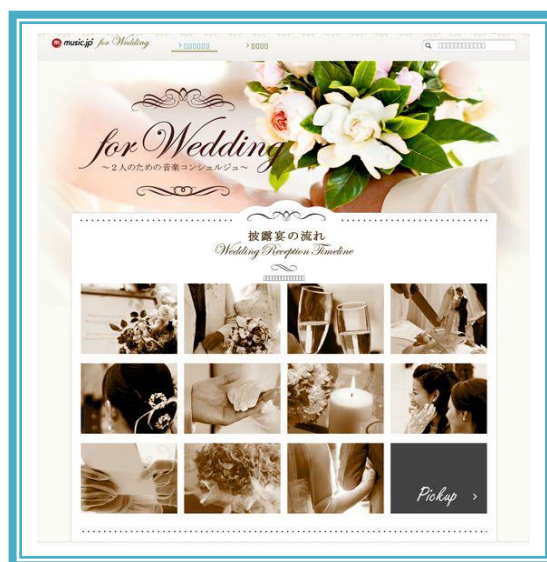 music.jp for Wedding
for Wedding
～2人のための音楽コンシェルジュ～
披露宴の流れ
Wedding Reception Timeline
Pickup